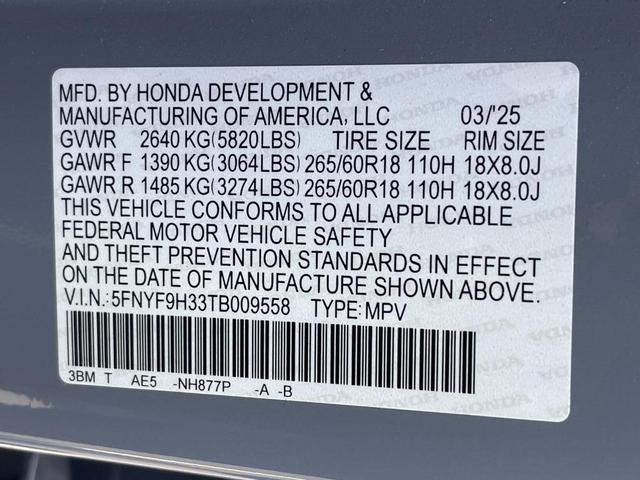 MFD. BY HONDA DEVELOPMENT &
MANUFACTURING OF AMERICA, LLC 03/'25
GVWR 2640 KG(5820LBS) TIRE SIZE RIM SIZE
GAWR F 1390 KG(3064LBS) 265/60R18 110H 18X8.0J
GAWR R 1485 KG(3274LBS) 265/60R18 110H 18X8.0J
THIS VEHICLE CONFORMS TO ALL APPLICABLE
FEDERAL MOTOR VEHICLE SAFETY
AND THEFT PREVENTION STANDARDS IN EFFECT
ON THE DATE OF MANUFACTURE SHOWN ABOVE.
V.I.N.:5FNYF9H33TB009558 TYPE:MPV
3BM T AE5 -NH877P -A -B